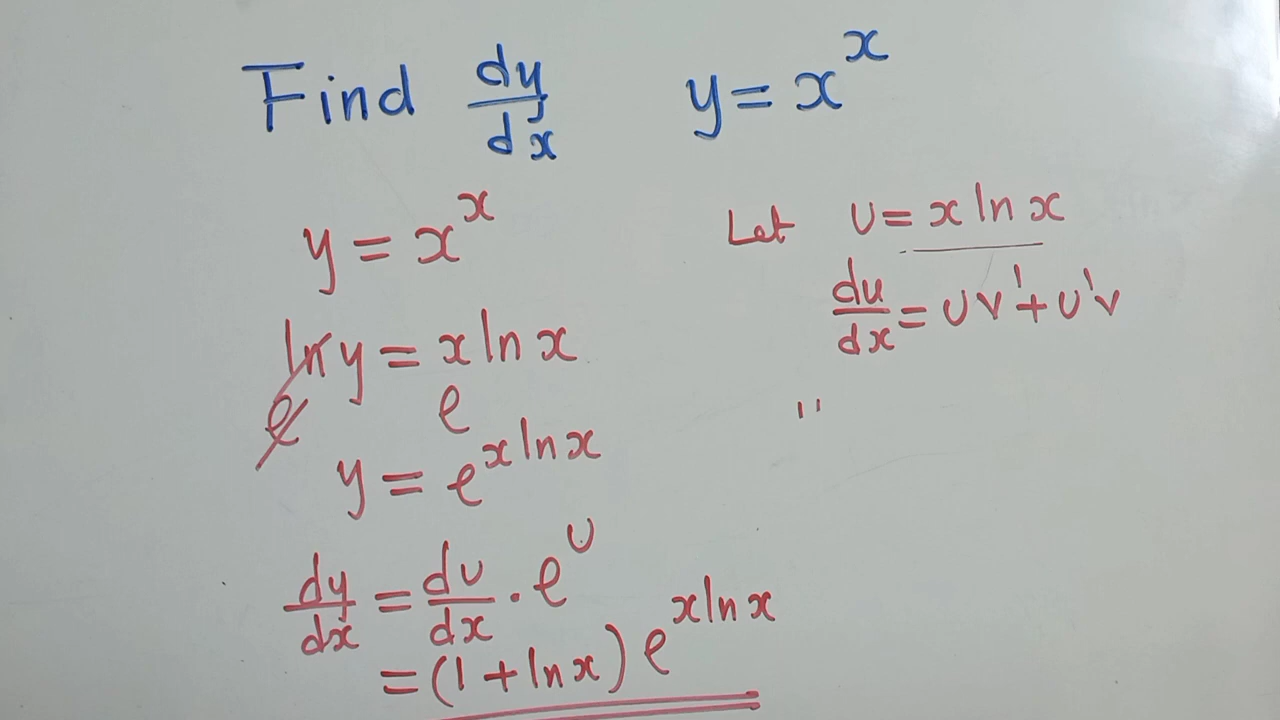 Find dy/dx y = x^x
y = x^x
ln y = x ln x
e e
y = e^(x ln x)
dy/dx = du/dx . e^u
= (1 + ln x) e^(x ln x)
Let u = x ln x
du/dx = uv' + u'v
"